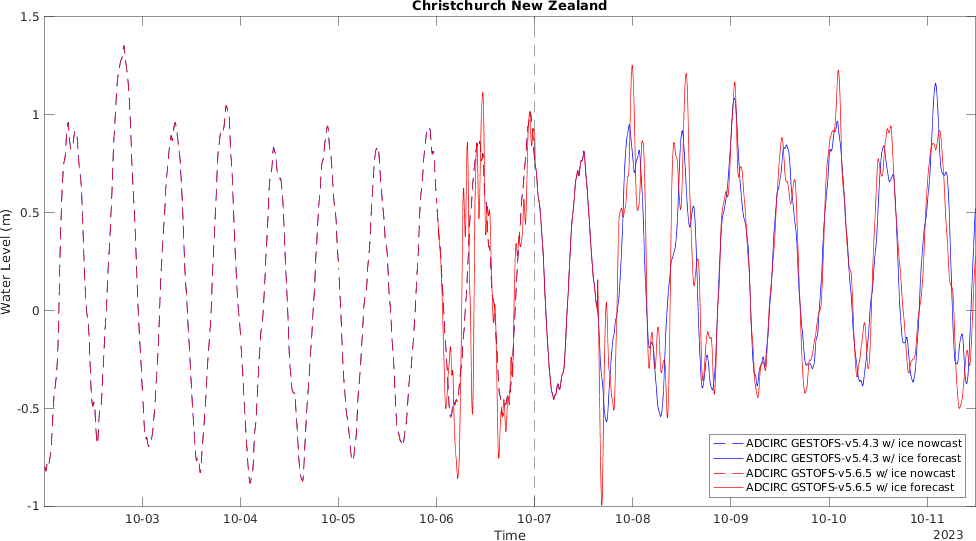 Christchurch New Zealand
1.5
1
0.5
0
-0.5
-1
Water Level (m)
10-03
10-04
10-05
10-06
10-07
10-08
10-09
10-10
10-11
Time
2023
ADCIRC GESTOFS-v5.4.3 w/ ice nowcast
ADCIRC GESTOFS-v5.4.3 w/ ice forecast
ADCIRC GSTOFS-v5.6.5 w/ ice nowcast
ADCIRC GSTOFS-v5.6.5 w/ ice forecast